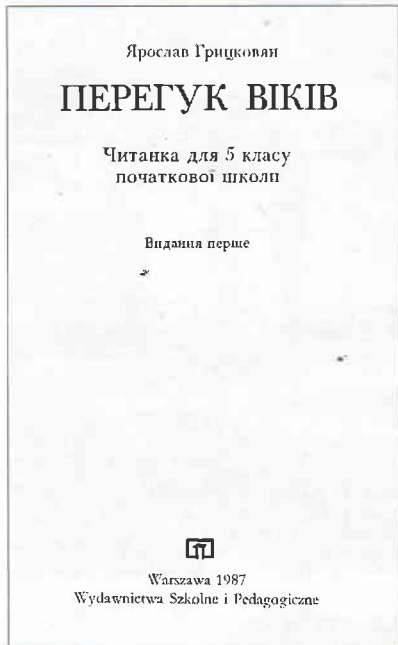 Ярослав Грицковян
ПЕРЕГУК ВІКІВ
Читанка для 5 класу
початкової школи
Видання перше
Warszawa 1987
Wydawnictwa Szkolne i Pedagogiczne